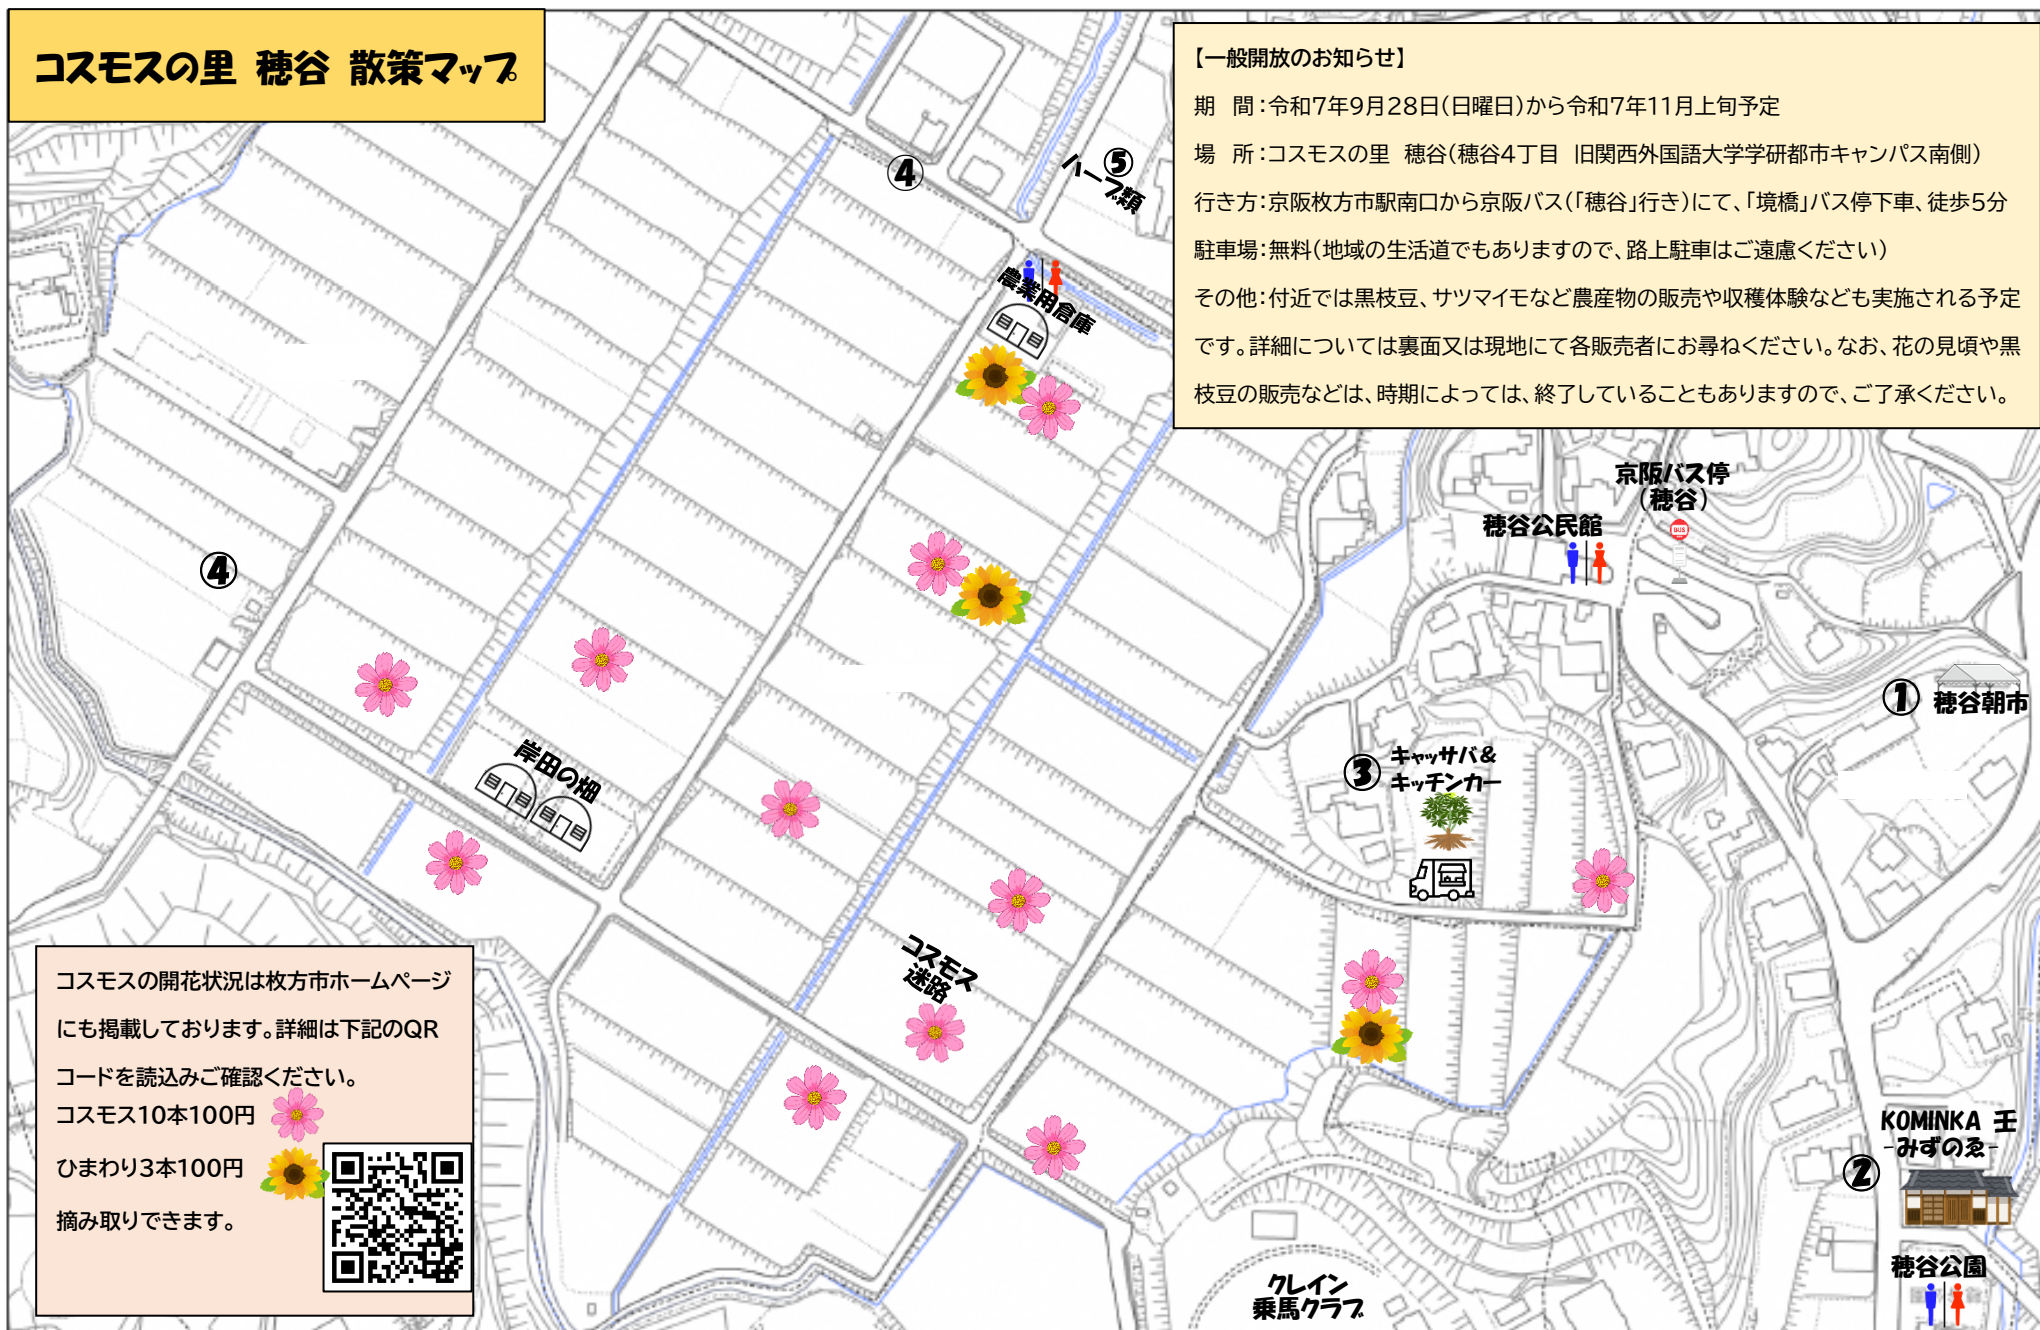 コスモスの里 穂谷 散策マップ
【一般開放のお知らせ】
期 間：令和7年9月28日(日曜日)から令和7年11月上旬予定
場 所：コスモスの里 穂谷(穂谷4丁目 旧関西外国語大学学研都市キャンパス南側)
行き方：京阪枚方市駅南口から京阪バス(「穂谷」行き)にて、「境橋」バス停下車、徒歩5分
駐車場：無料(地域の生活道でもありますので、路上駐車はご遠慮ください)
その他：付近では黒枝豆、サツマイモなど農産物の販売や収穫体験なども実施される予定
です。詳細については裏面又は現地にて各販売者にお尋ねください。なお、花の見頃や黒
枝豆の販売などは、時期によっては、終了していることもありますので、ご了承ください。
④
⑤
ハーブ類
農業用倉庫
京阪バス停
(穂谷)
BUS
穂谷公民館
④
①
穂谷朝市
岸田の畑
③
キャッサバ&
キッチンカー
コスモス
迷路
コスモスの開花状況は枚方市ホームページ
にも掲載しております。詳細は下記のQR
コードを読込みご確認ください。
コスモス10本100円
ひまわり3本100円
摘み取りできます。
KOMINKA 壬
-みずのゑ-
②
穂谷公園
クレイン
乗馬クラブ